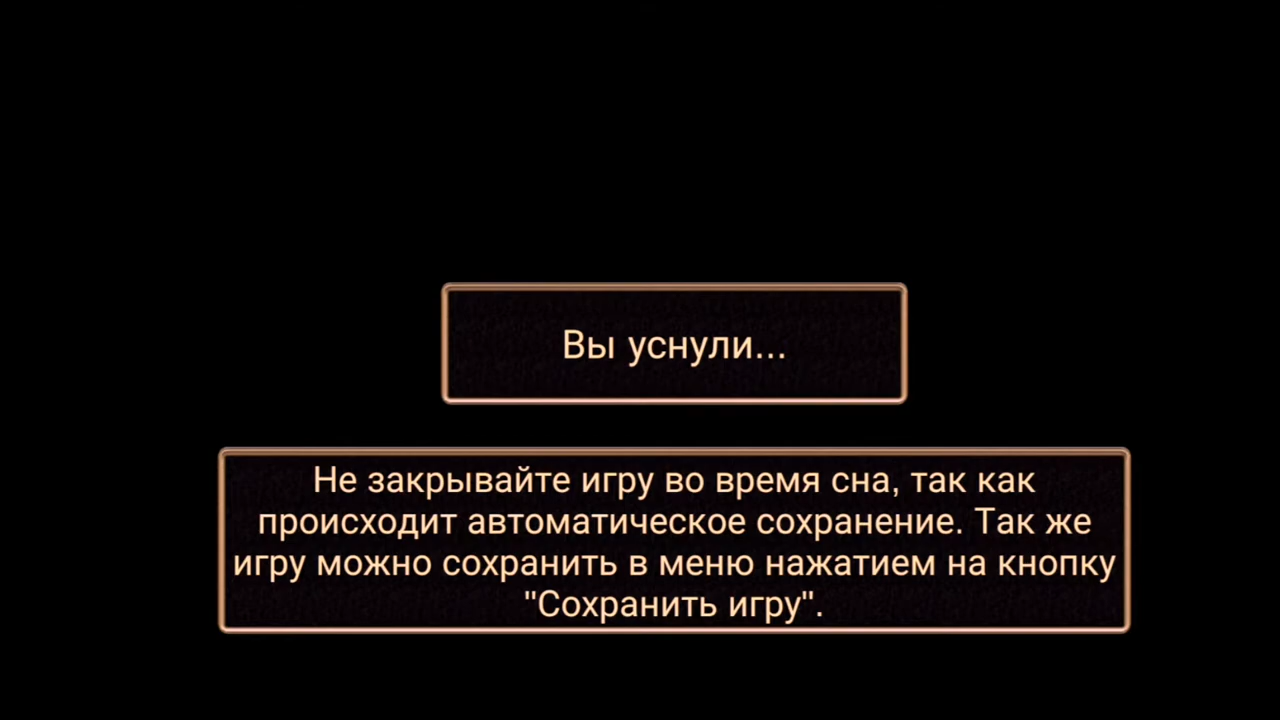 Вы уснули...
Не закрывайте игру во время сна, так как
происходит автоматическое сохранение. Так же
игру можно сохранить в меню нажатием на кнопку
"Сохранить игру".